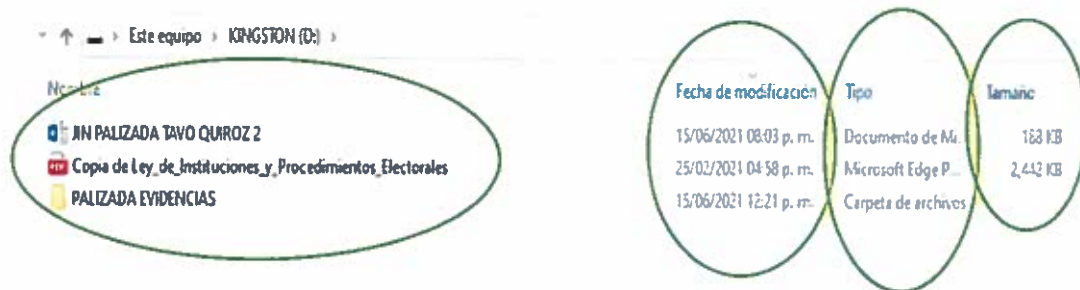 Este equipo > KINGSTON (D:) >
Nombre Fecha de modificación Tipo Tamaño
JIN PALIZADA TAVO QUIROZ 2 15/06/2021 08:03 p. m. Documento de Mi... 168 KB
Copia de Ley_de_Instituciones_y_Procedimientos_Electorales 25/02/2021 04:58 p. m. Microsoft Edge P... 2,442 KB
PALIZADA EVIDENCIAS 15/06/2021 12:21 p. m. Carpeta de archivos